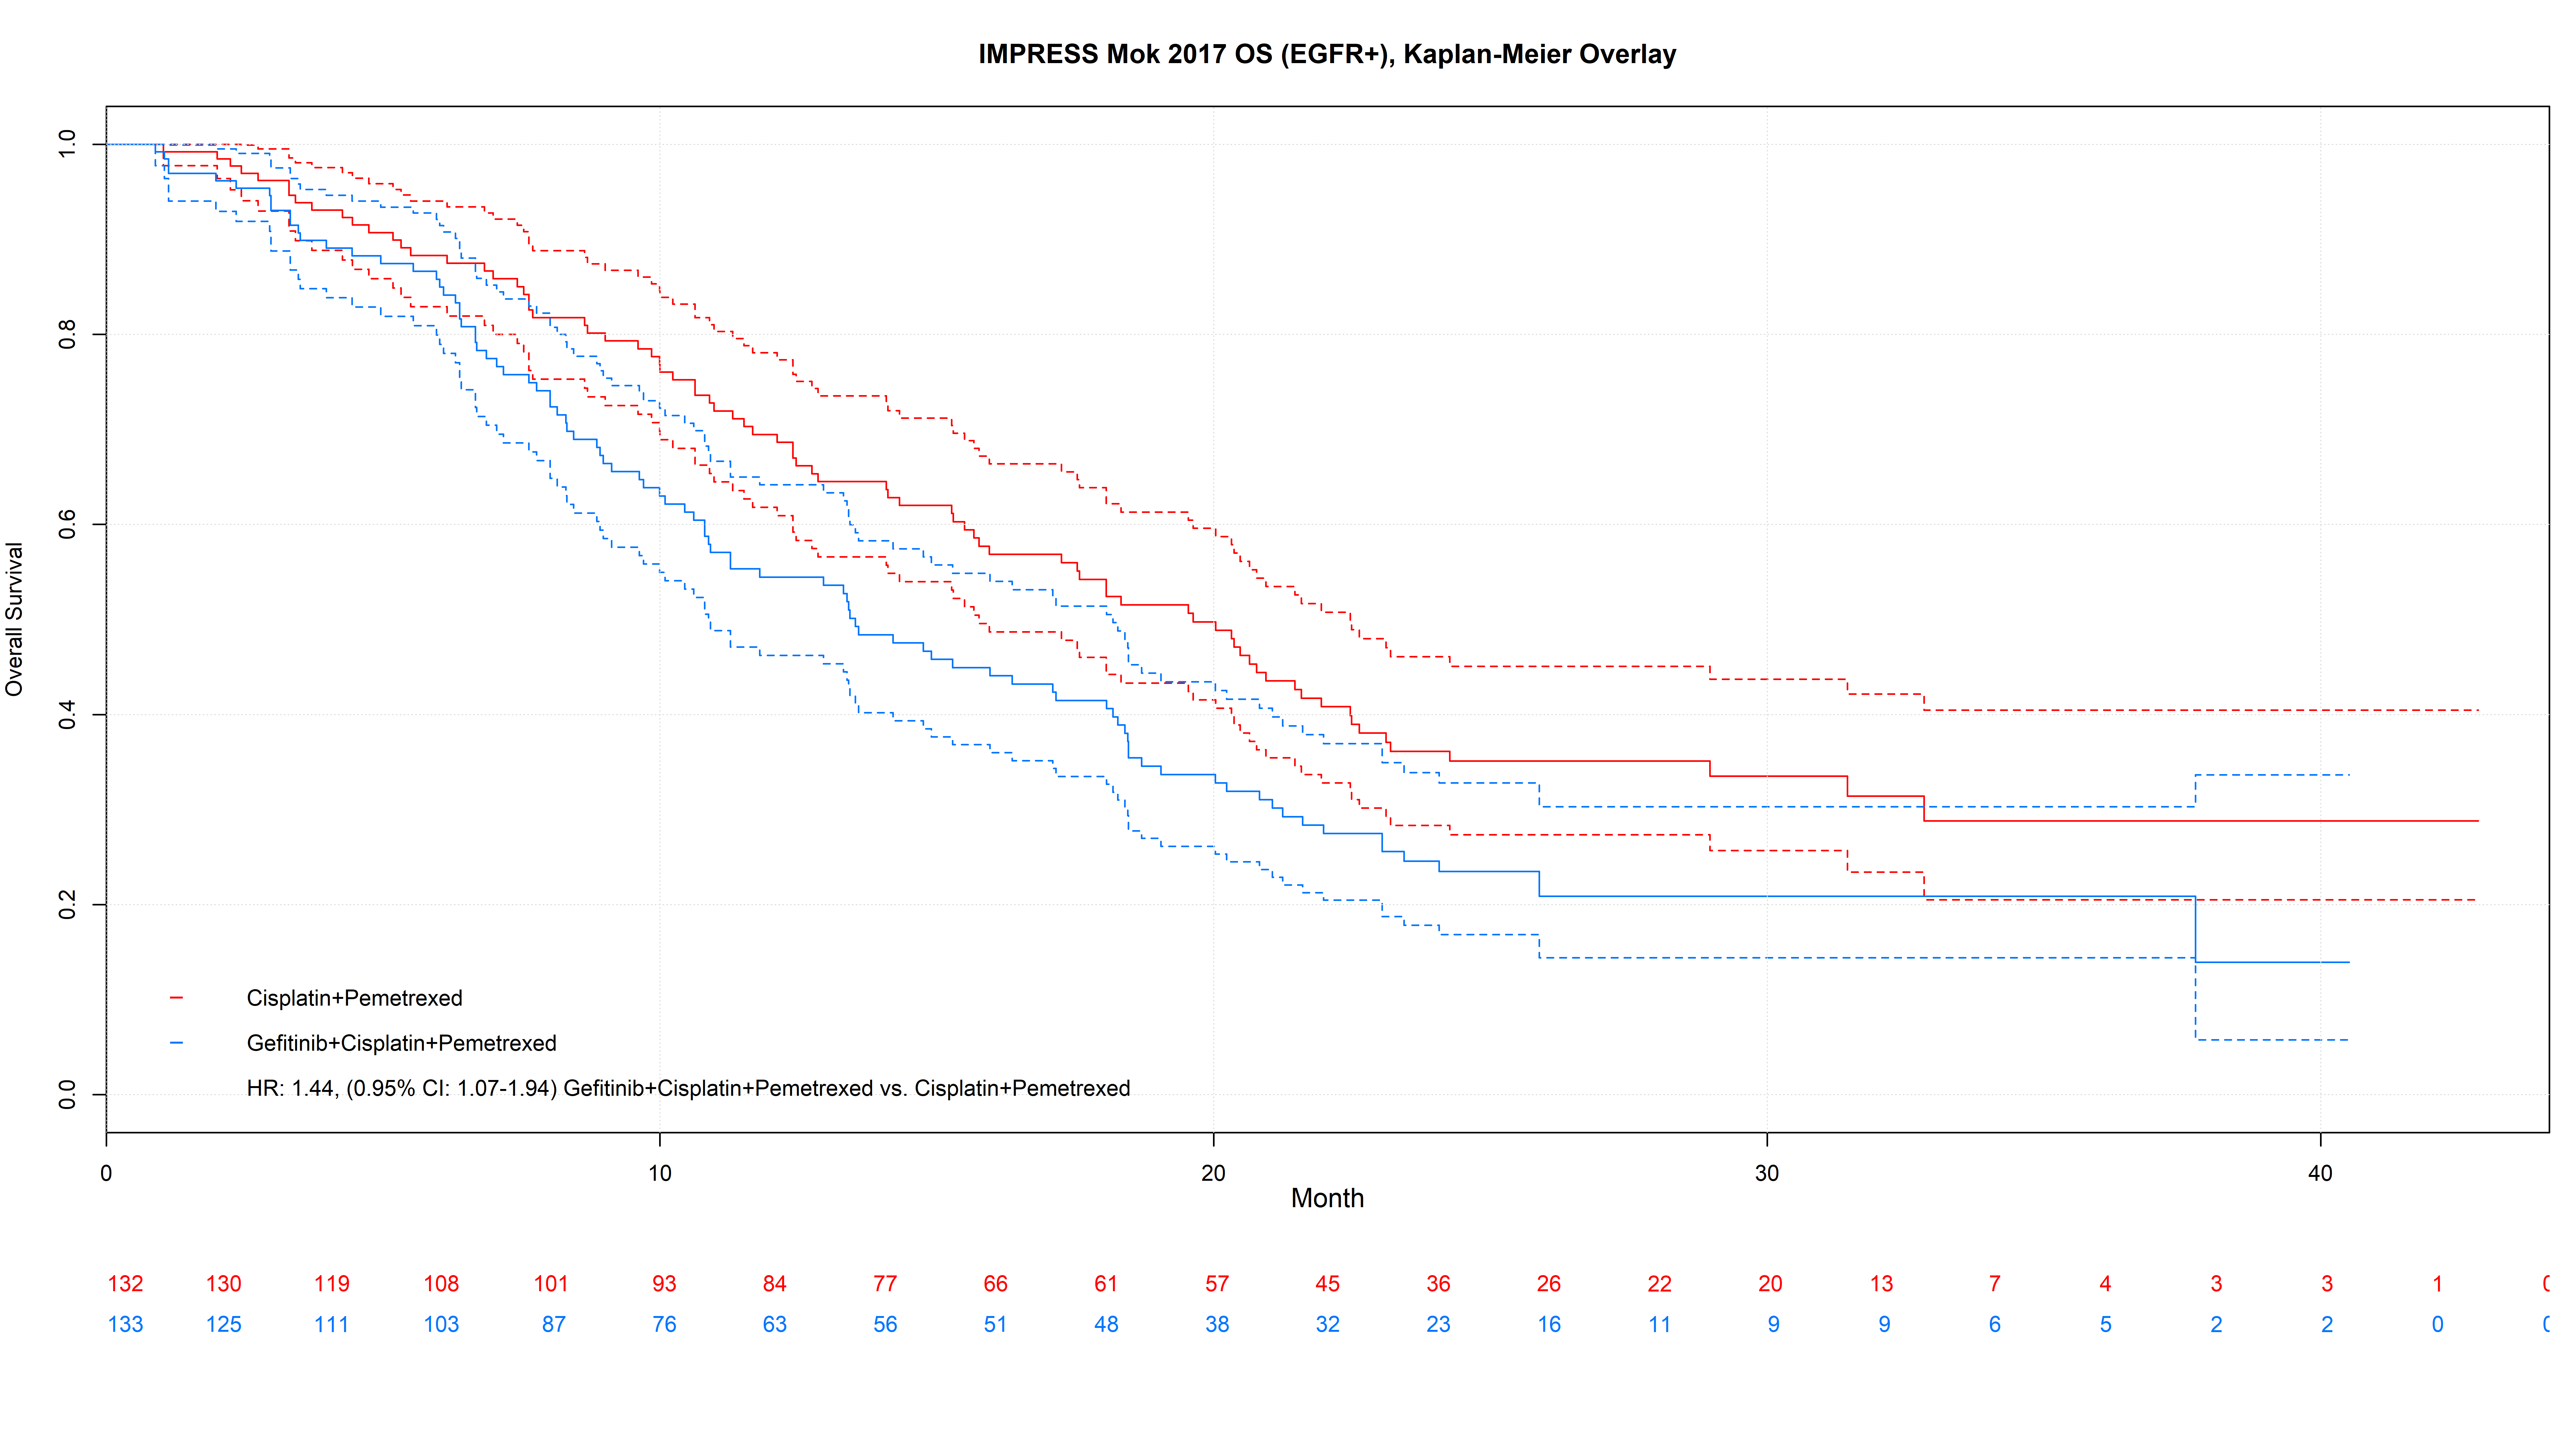 IMPRESS Mok 2017 OS (EGFR+), Kaplan-Meier Overlay
Overall Survival
1.0
0.8
0.6
0.4
0.2
0.0
Cisplatin+Pemetrexed
Gefitinib+Cisplatin+Pemetrexed
HR: 1.44, (0.95% CI: 1.07-1.94) Gefitinib+Cisplatin+Pemetrexed vs. Cisplatin+Pemetrexed
0 10 20 30 40
Month
132 130 119 108 101 93 84 77 66 61 57 45 36 26 22 20 13 7 4 3 3 1 0
133 125 111 103 87 76 63 56 51 48 38 32 23 16 11 9 9 6 5 2 2 0 0